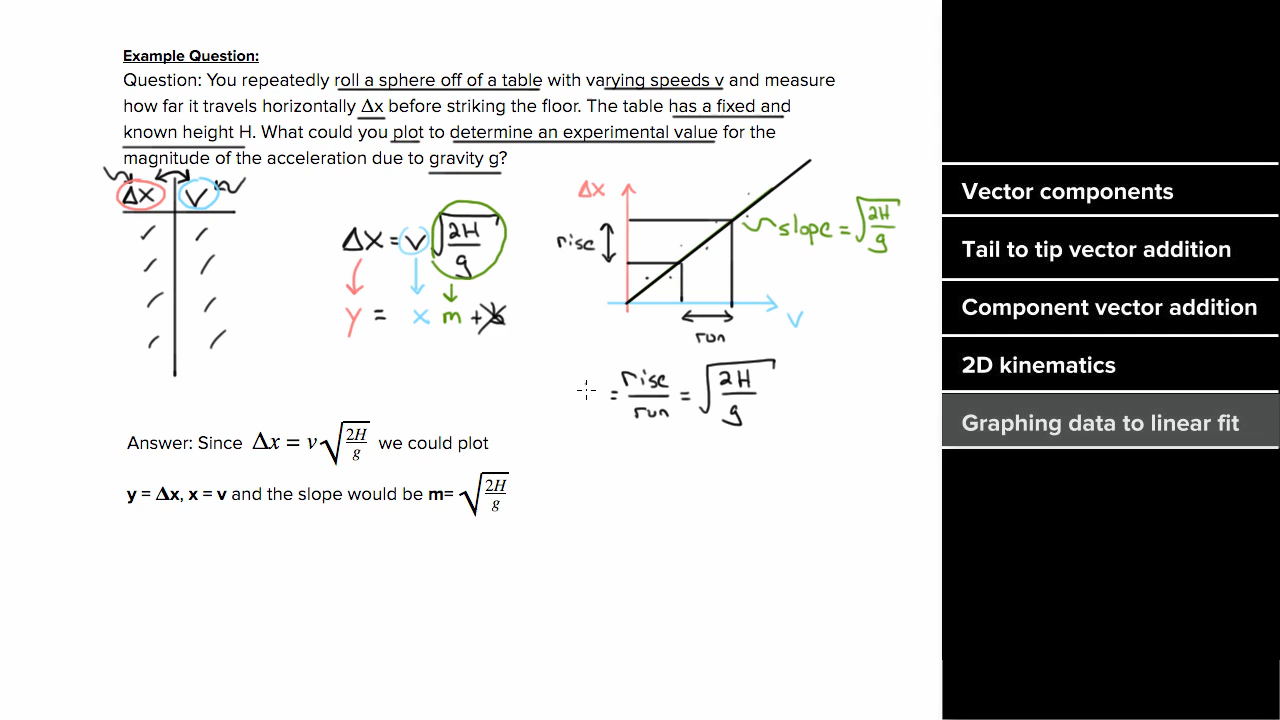 Example Question:
Question: You repeatedly roll a sphere off of a table with varying speeds v and measure
how far it travels horizontally Δx before striking the floor. The table has a fixed and
known height H. What could you plot to determine an experimental value for the
magnitude of the acceleration due to gravity g?
Δx v
Δx = v √(2H/g)
y = x m + b
Δx
rise
slope = √(2H/g)
v
run
= rise/run = √(2H/g)
Answer: Since Δx = v√(2H/g) we could plot
y = Δx, x = v and the slope would be m= √(2H/g)
Vector components
Tail to tip vector addition
Component vector addition
2D kinematics
Graphing data to linear fit